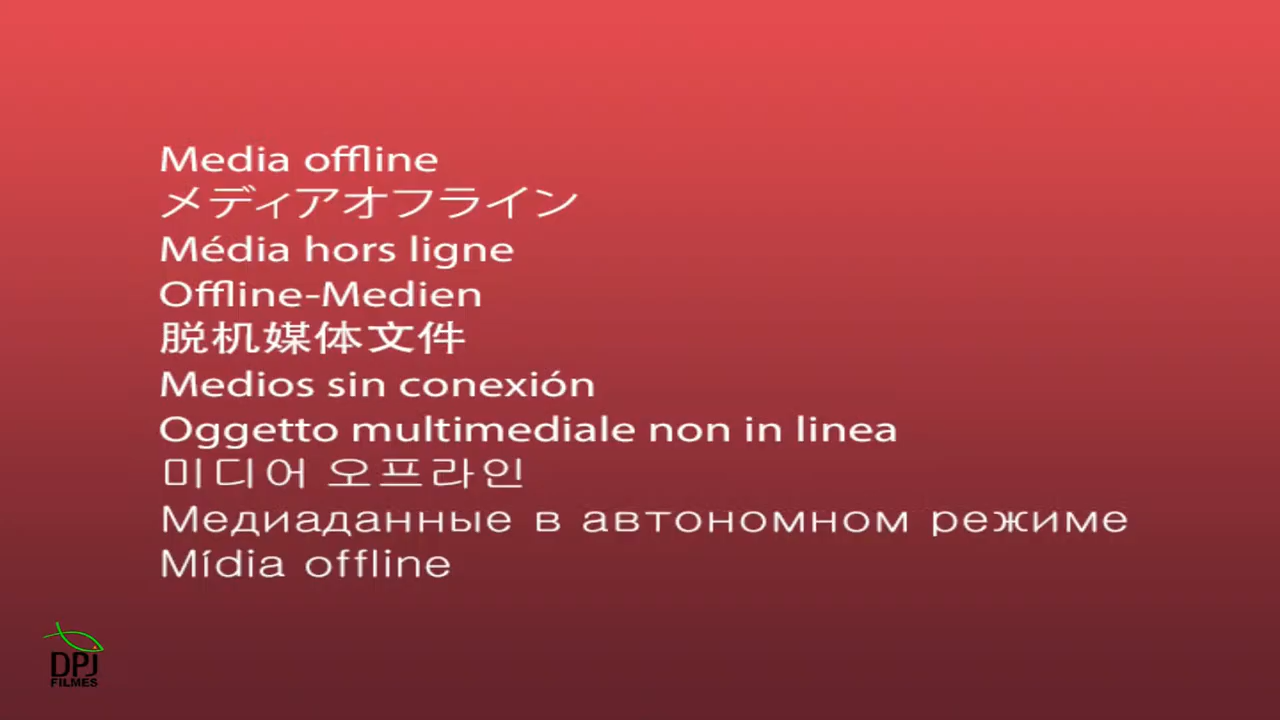 Media offline
メディアオフライン
Média hors ligne
Offline-Medien
脱机媒体文件
Medios sin conexión
Oggetto multimediale non in linea
미디어 오프라인
Медиаданные в автономном режиме
Mídia offline
DPJ
FILMES